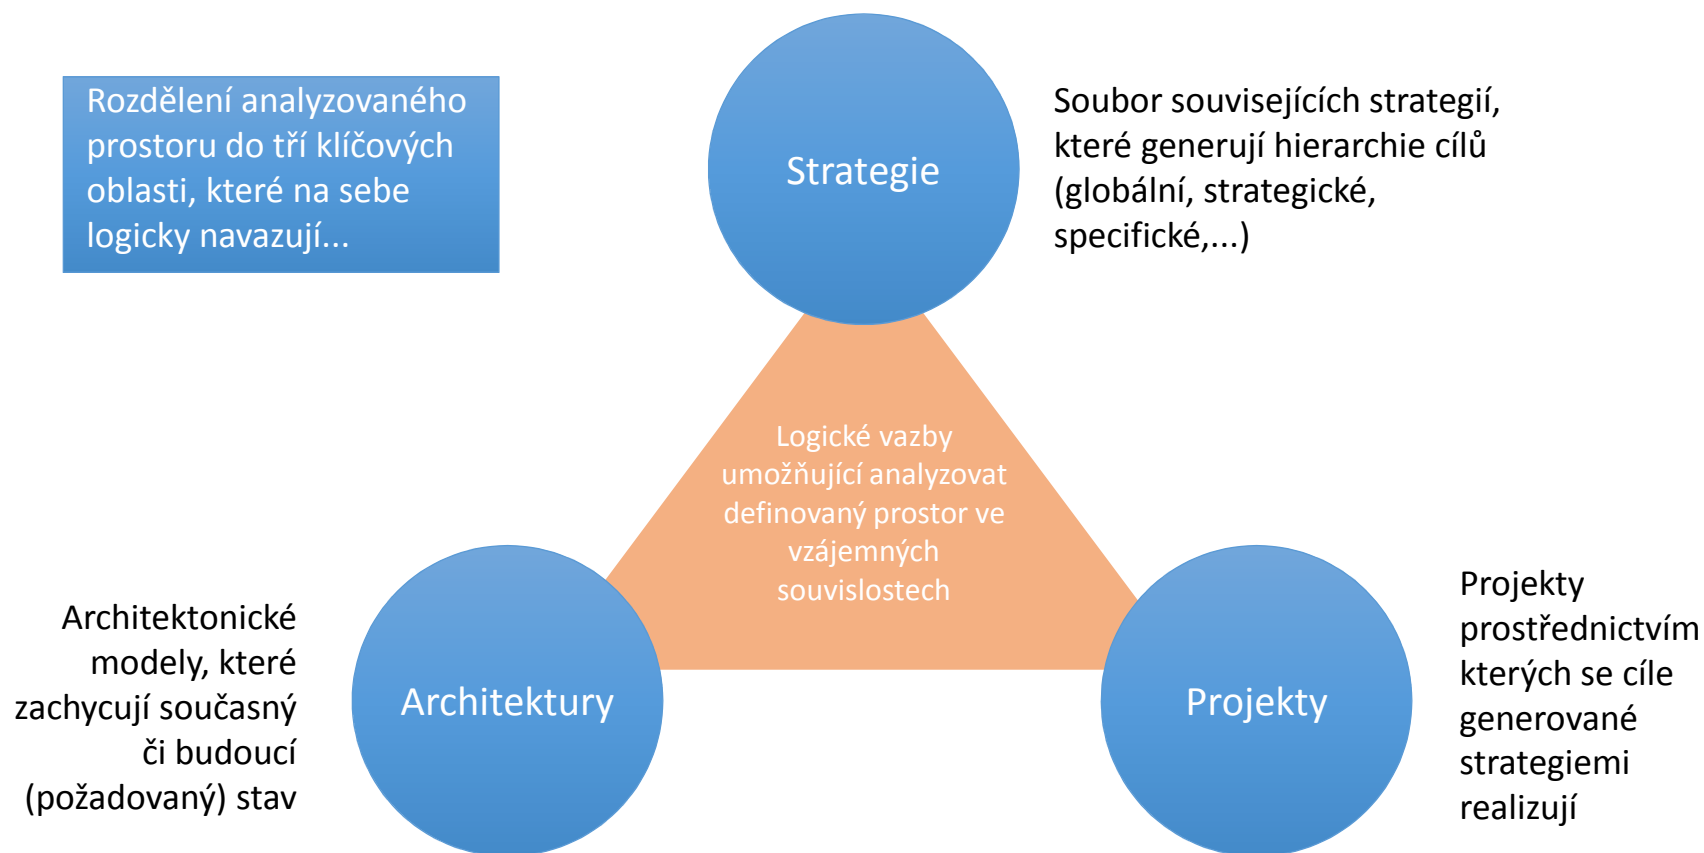 Rozdělení analyzovaného
prostoru do tří klíčových
oblasti, které na sebe
logicky navazují...
Strategie
Soubor souvisejících strategií,
které generují hierarchie cílů
(globální, strategické,
specifické,...)
Logické vazby
umožňující analyzovat
definovaný prostor ve
vzájemných
souvislostech
Architektonické
modely, které
zachycují současný
či budoucí
(požadovaný) stav
Architektury
Projekty
Projekty
prostřednictvím
kterých se cíle
generované
strategiemi
realizují